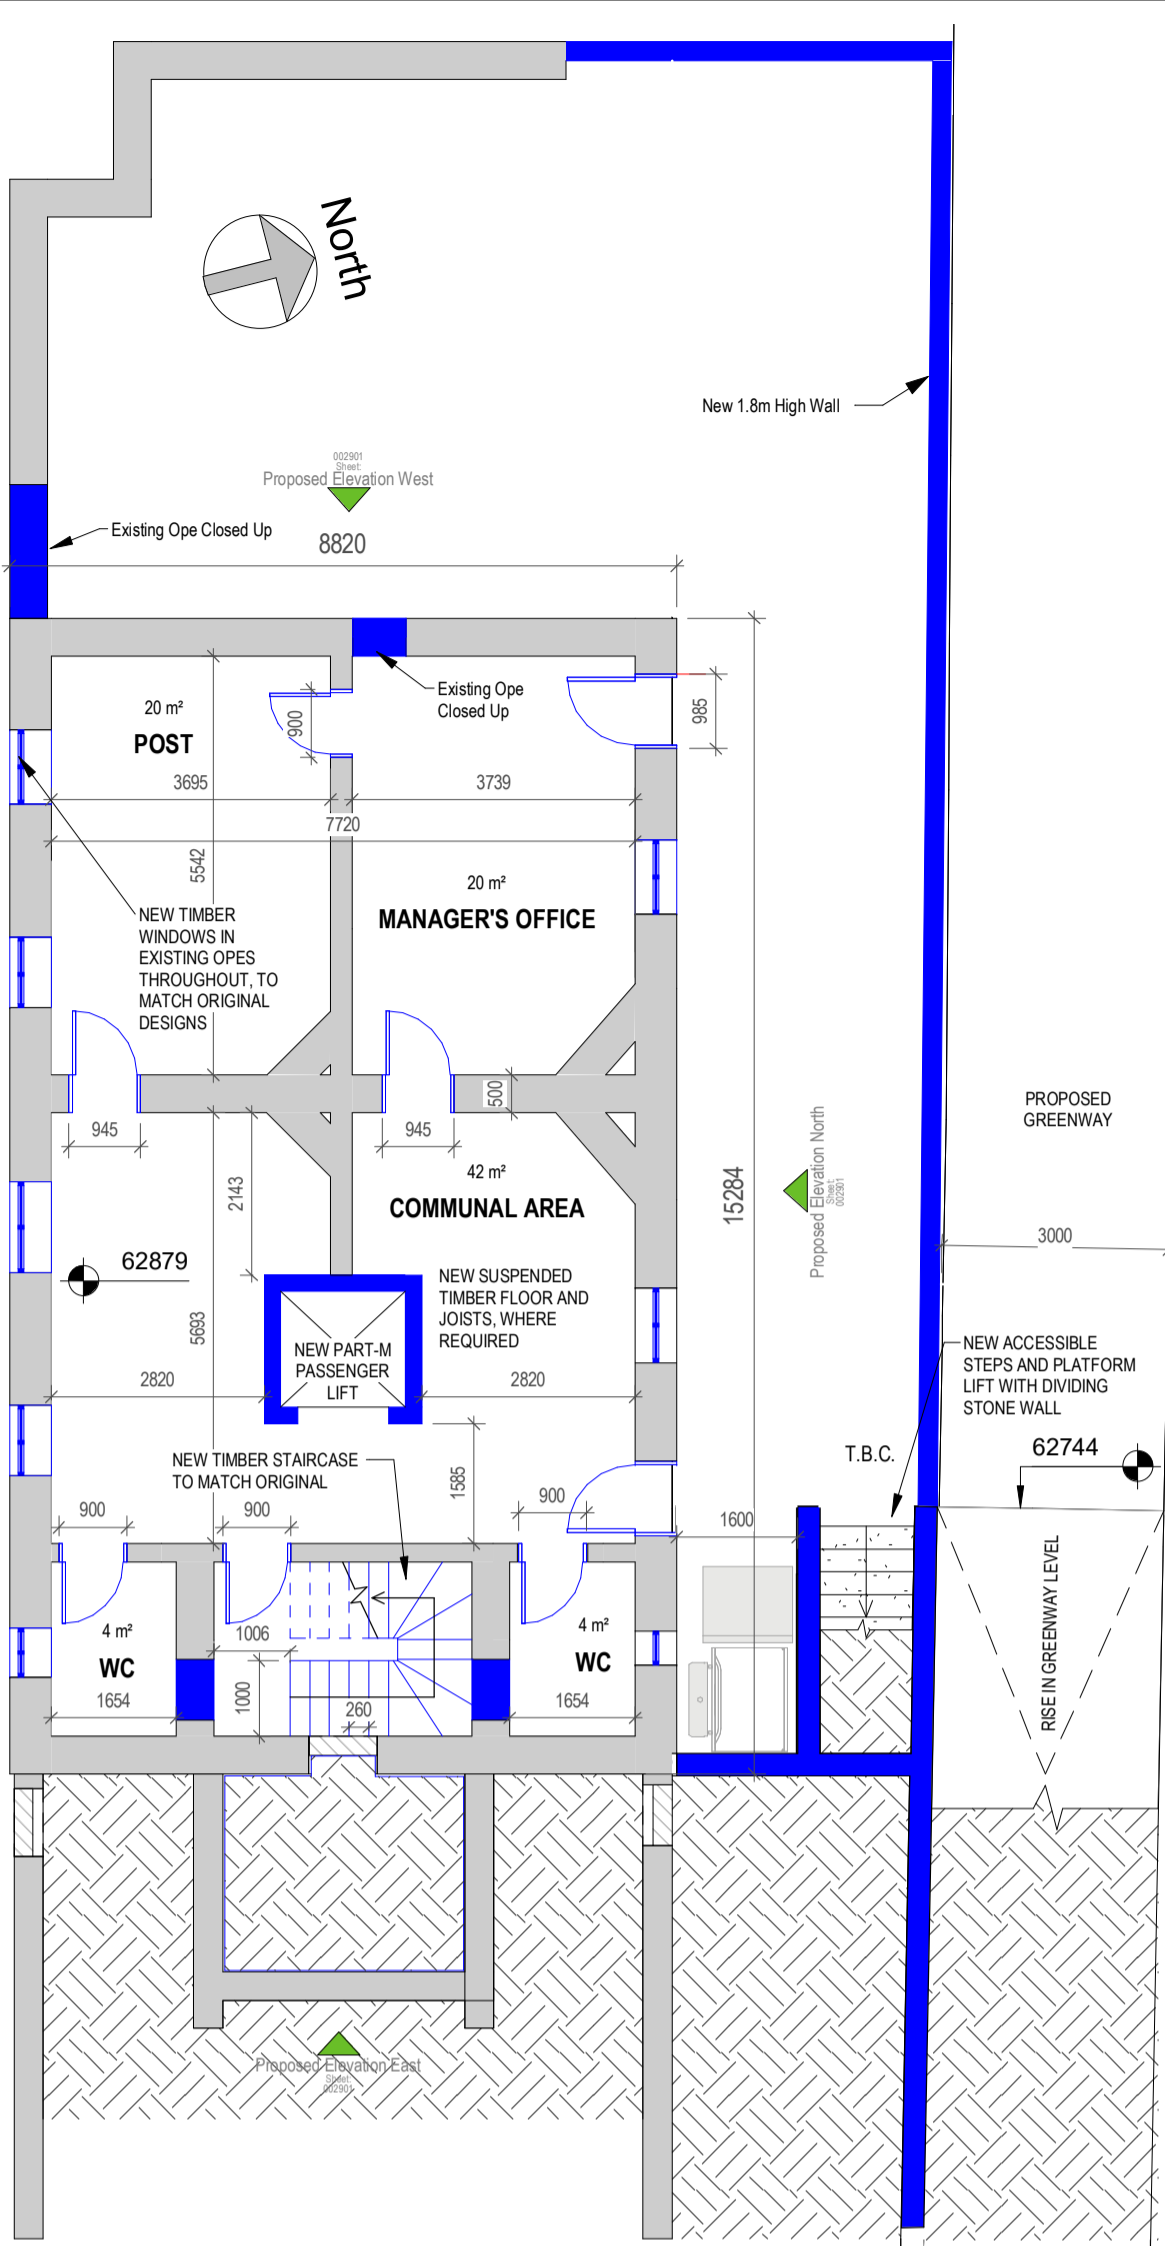 North
New 1.8m High Wall
002901
Sheet:
Proposed Elevation West
Existing Ope Closed Up
8820
Existing Ope
Closed Up
20 m²
POST
900
985
3695
3739
7720
5542
20 m²
MANAGER'S OFFICE
NEW TIMBER
WINDOWS IN
EXISTING OPES
THROUGHOUT, TO
MATCH ORIGINAL
DESIGNS
500
945
945
PROPOSED
GREENWAY
42 m²
COMMUNAL AREA
2143
15284
Proposed Elevation North
Sheet:
002901
3000
62879
NEW SUSPENDED
TIMBER FLOOR AND
JOISTS, WHERE
REQUIRED
5693
NEW PART-M
PASSENGER
LIFT
2820
2820
NEW ACCESSIBLE
STEPS AND PLATFORM
LIFT WITH DIVIDING
STONE WALL
T.B.C.
62744
NEW TIMBER STAIRCASE
TO MATCH ORIGINAL
1585
900
900
900
1600
RISE IN GREENWAY LEVEL
4 m²
WC
1654
1006
1000
260
4 m²
WC
1654
Proposed Elevation East
Sheet:
002901